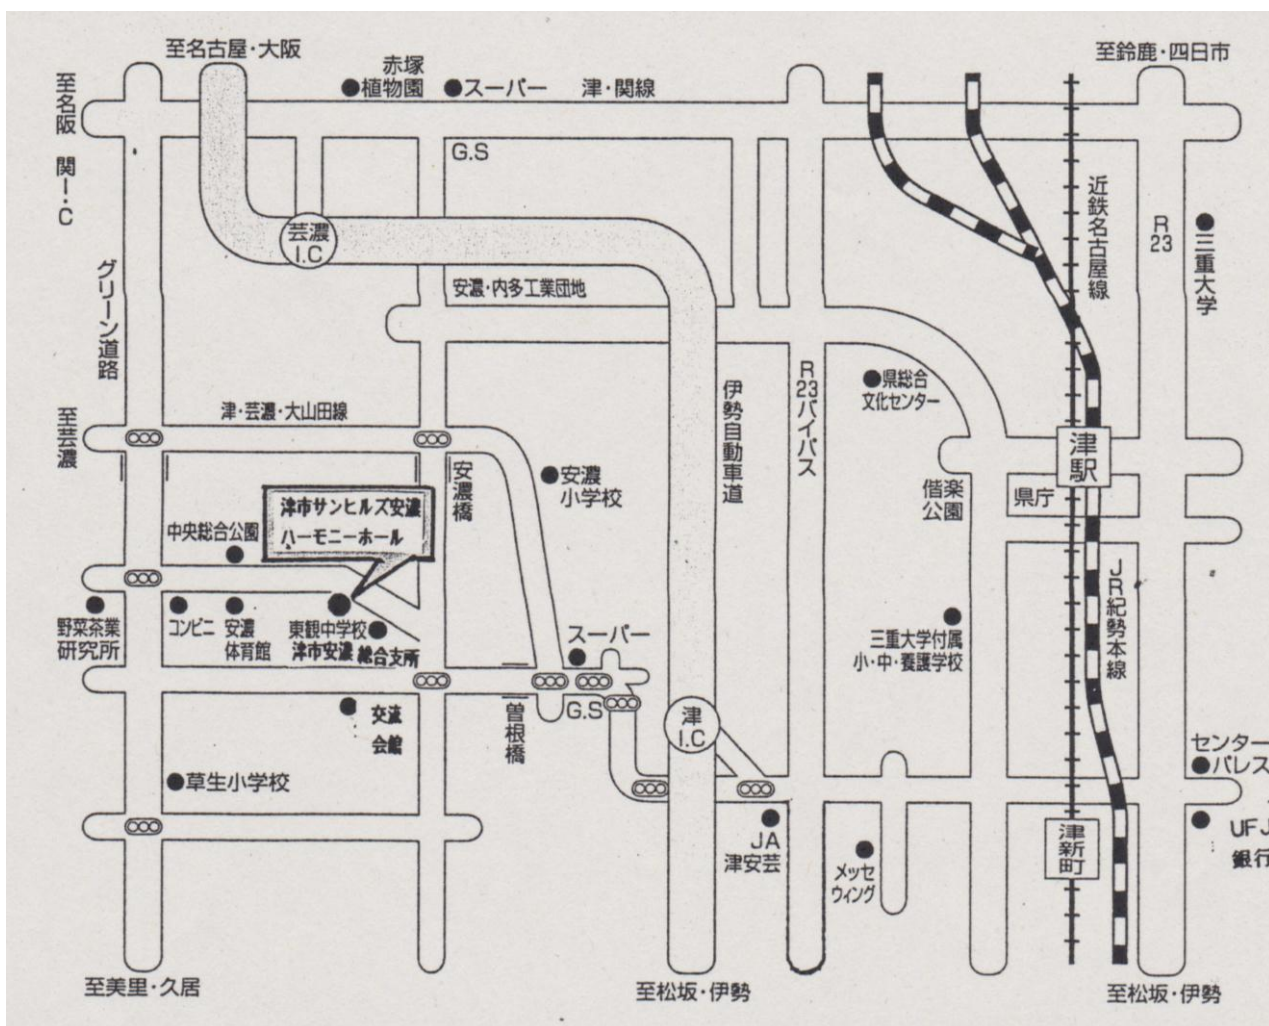 至名古屋・大阪
至鈴鹿・四日市
至名阪 関I・C
赤塚
植物園
スーパー
津・関線
G.S
芸濃
I.C
近鉄名古屋線
R
23
三重大学
グリーン道路
安濃・内多工業団地
伊勢自動車道
R
23バイパス
県総合
文化センター
至芸濃
津・芸濃・大山田線
安濃橋
安濃
小学校
津駅
偕楽
公園
県庁
津市サンヒルズ安濃
ハーモニーホール
中央総合公園
野菜茶業
研究所
コンビニ
安濃
体育館
東観中学校
津市安濃
総合支所
スーパー
三重大学付属
小・中・養護学校
JR紀勢本線
交流
会館
曽根橋
G.S
津
I.C
センター
パレス
草生小学校
JA
津安芸
メッセ
ウィング
津新町
UFJ
銀行
至美里・久居
至松坂・伊勢
至松坂・伊勢